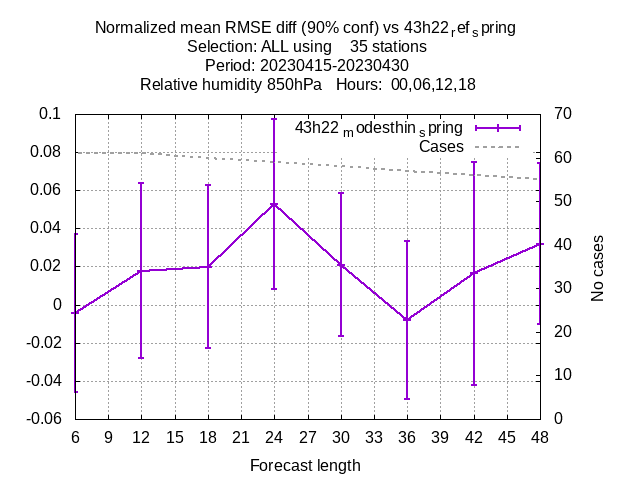 Normalized mean RMSE diff (90% conf) vs 43h22refspring
Selection: ALL using    35 stations
Period: 20230415-20230430
Relative humidity 850hPa   Hours:  00,06,12,18
0.1 70
43h22modesthinspring
Cases
0.08 60
0.06 50
0.04 40
0.02 30
0 20
-0.02
-0.04 10
-0.06 0
No cases
6 9 12 15 18 21 24 27 30 33 36 39 42 45 48
Forecast length